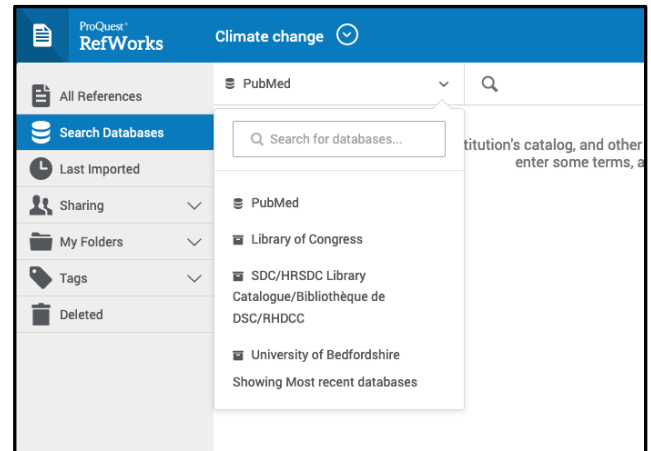 ProQuest®
RefWorks
Climate change
All References
PubMed
Search Databases
Search for databases...
titution's catalog, and other
enter some terms, a
Last Imported
Sharing
PubMed
My Folders
Library of Congress
Tags
SDC/HRSDC Library
Catalogue/Bibliothèque de
DSC/RHDCC
Deleted
University of Bedfordshire
Showing Most recent databases